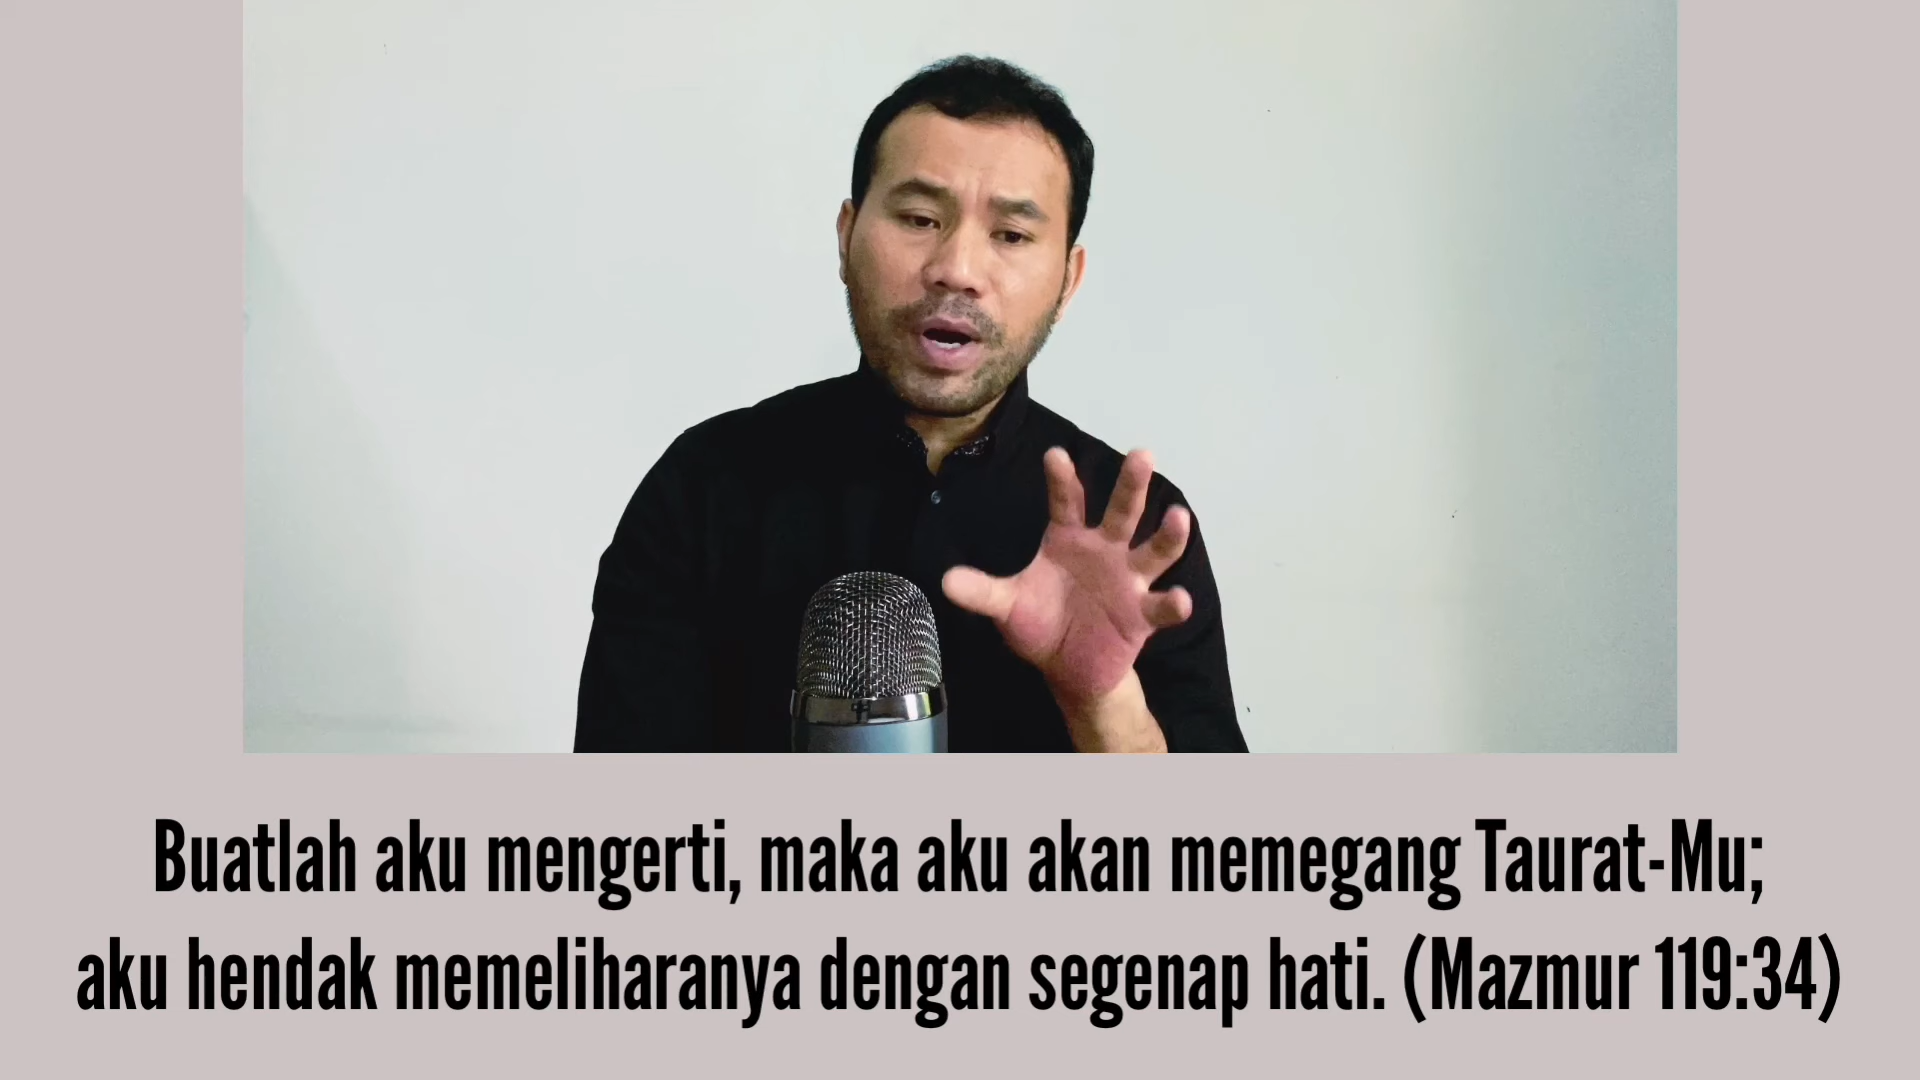 Buatlah aku mengerti, maka aku akan memegang Taurat-Mu;
aku hendak memeliharanya dengan segenap hati. (Mazmur 119:34)